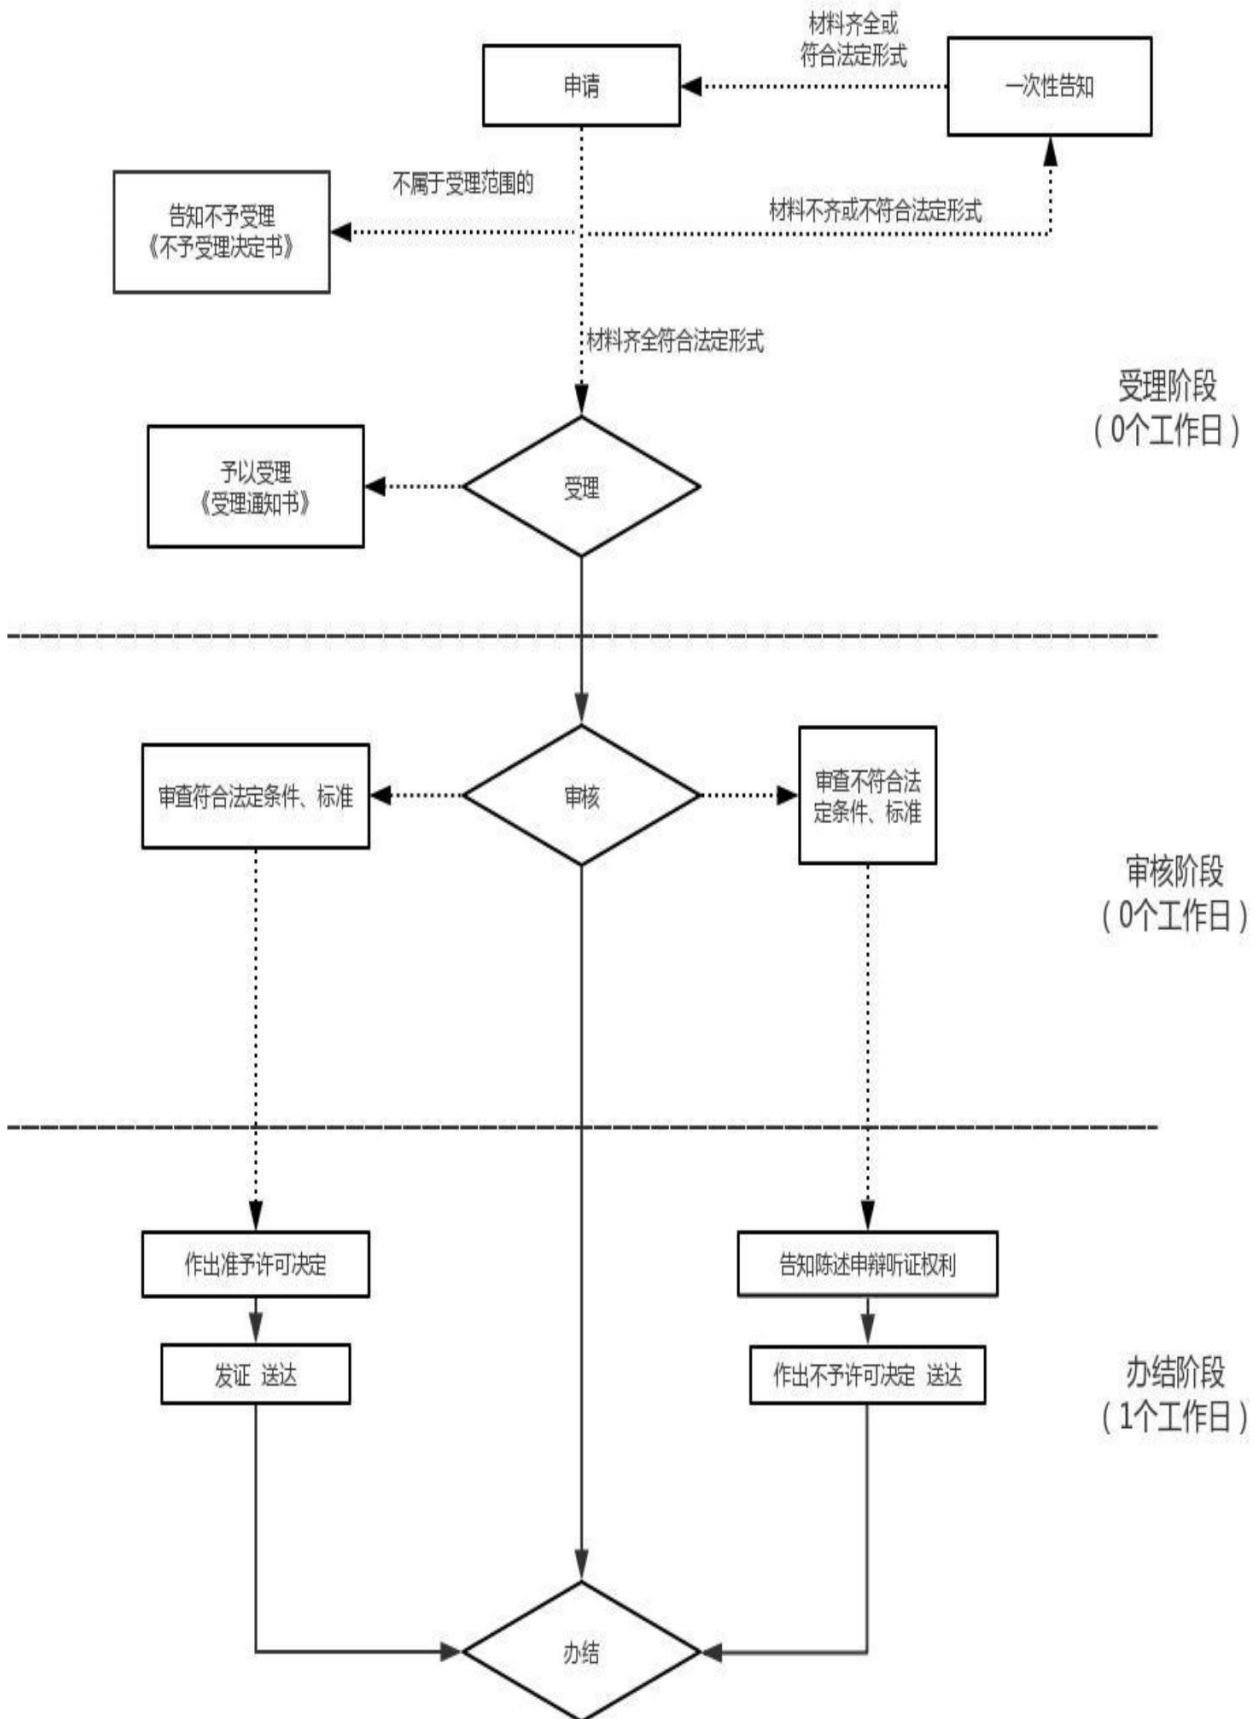 材料齐全或
符合法定形式
申请
一次性告知
不属于受理范围的
告知不予受理
《不予受理决定书》
材料不齐或不符合法定形式
材料齐全符合法定形式
受理阶段
（0个工作日）
予以受理
《受理通知书》
受理
审查符合法定条件、标准
审核
审查不符合法
定条件、标准
审核阶段
（0个工作日）
作出准予许可决定
告知陈述申辩听证权利
发证 送达
作出不予许可决定 送达
办结阶段
（1个工作日）
办结